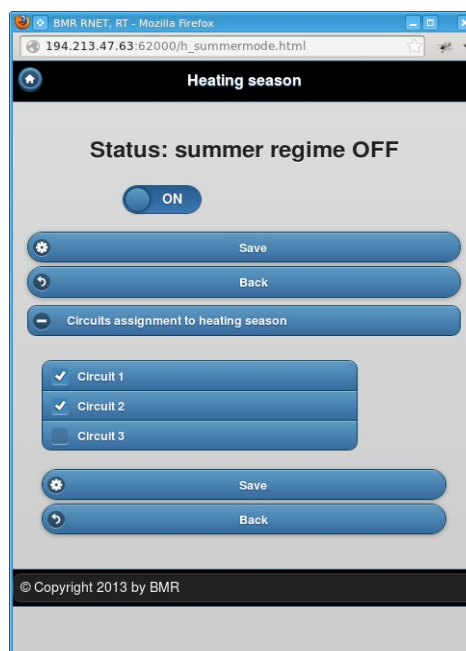 BMR RNET, RT - Mozilla Firefox
194.213.47.63:62000/h_summermode.html
Heating season
Status: summer regime OFF
ON
Save
Back
Circuits assignment to heating season
Circuit 1
Circuit 2
Circuit 3
Save
Back
© Copyright 2013 by BMR